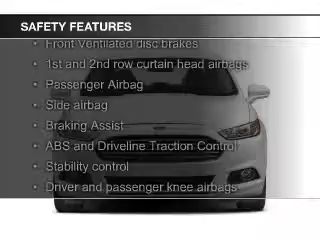 SAFETY FEATURES
• Front Ventilated disc brakes
• 1st and 2nd row curtain head airbags
• Passenger Airbag
• Side airbag
• Braking Assist
• ABS and Driveline Traction Control
• Stability control
• Driver and passenger knee airbags